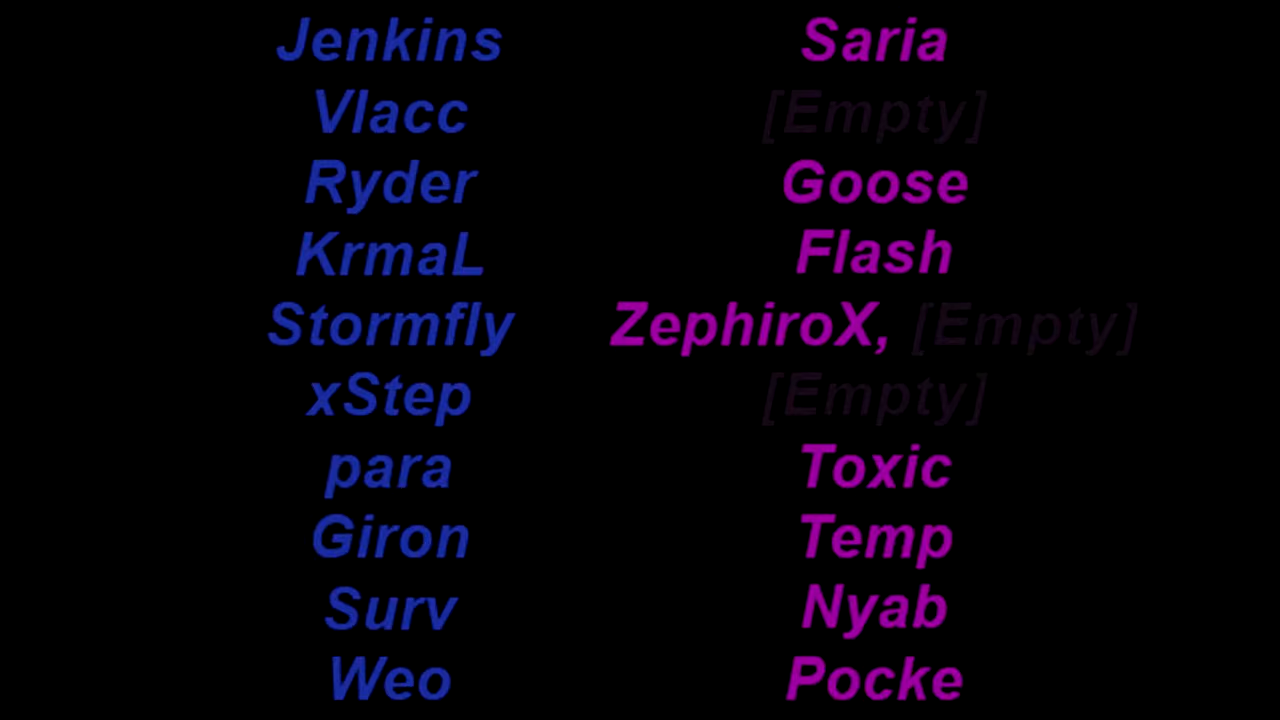 Jenkins Saria
Vlacc [Empty]
Ryder Goose
KrmaL Flash
Stormfly ZephiroX, [Empty]
xStep [Empty]
para Toxic
Giron Temp
Surv Nyab
Weo Pocke